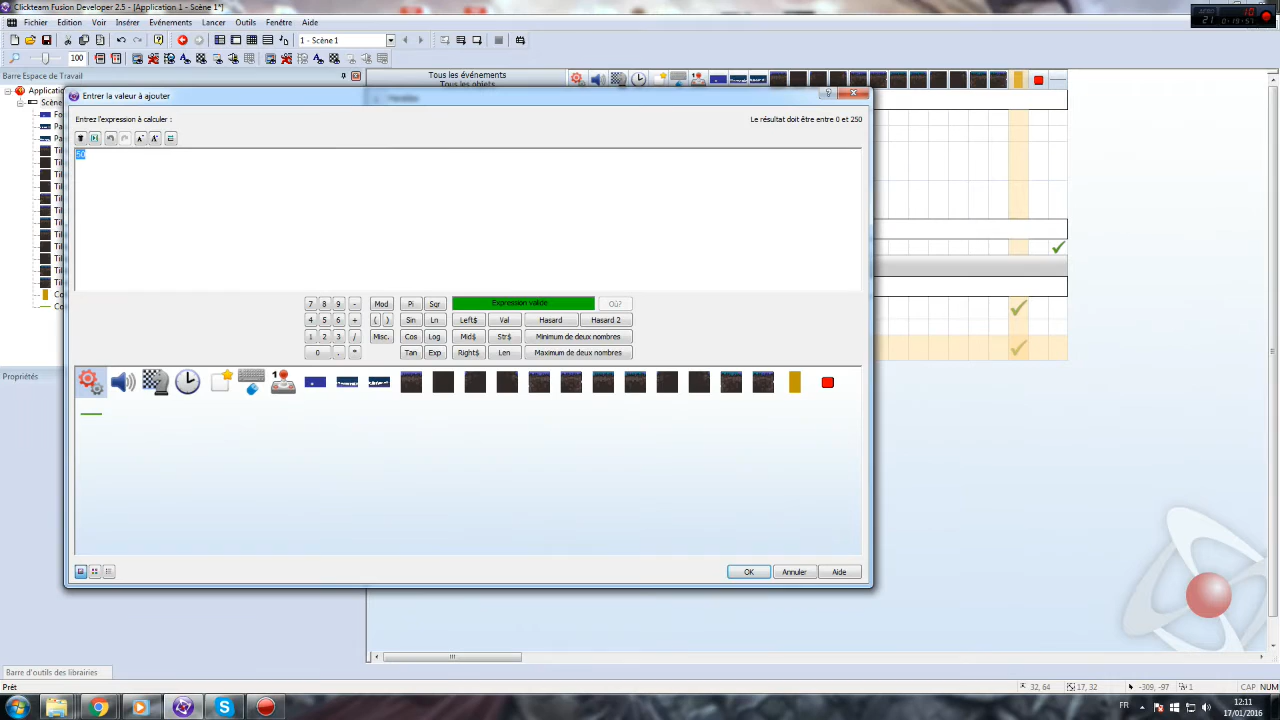 Clickteam Fusion Developer 2.5 - [Application 1 - Scène 1*]
Fichier Edition Voir Insérer Evénements Lancer Outils Fenêtre Aide
1 - Scène 1
100
Barre Espace de Travail
Tous les événements
Tous les objets
Application
Scène
Entrer la valeur à ajouter
Entrez l'expression à calculer :
Le résultat doit être entre 0 et 250
50
7 8 9 - Mod Pi Sqr Expression valide Où?
4 5 6 + ( ) Sin Ln Left$ Val Hasard Hasard 2
1 2 3 / Misc. Cos Log Mid$ Str$ Minimum de deux nombres
0 . * Tan Exp Right$ Len Maximum de deux nombres
Propriétés
OK Annuler Aide
Barre d'outils des librairies
Prêt
32, 64 17, 32 -309, -97 1 CAP NUM
FR
12:11
17/01/2016